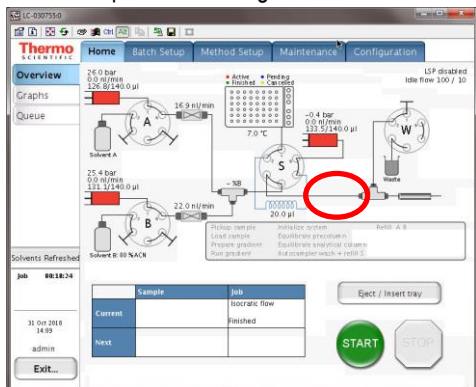 LC-030755:0
Ctrl
Thermo
SCIENTIFIC
Home
Batch Setup
Method Setup
Maintenance
Configuration
Overview
Graphs
Queue
26.0 bar
0.0 nl/min
126.8/140.0 µl
Active
Pending
Finished
Cancelled
LSP disabled
Idle flow 100 / 10
16.9 nl/min
A
Solvent A
7.0 °C
-0.4 bar
0.0 nl/min
133.5/140.0 µl
W
Waste
S
25.4 bar
0.0 nl/min
131.1/140.0 µl
- %B
22.0 nl/min
B
20.0 µl
Solvent B: 80 %ACN
Pickup sample
Initialize system
Refill A B
Load sample
Equilibrate precolumn
Prepare gradient
Equilibrate analytical column
Run gradient
Autosampler wash + refill S
Solvents Refreshed
Job 00:18:24
31 Oct 2018
14:09
admin
Exit...
Sample
Job
Current
Isocratic flow
Finished
Next
Eject / Insert tray
START
STOP